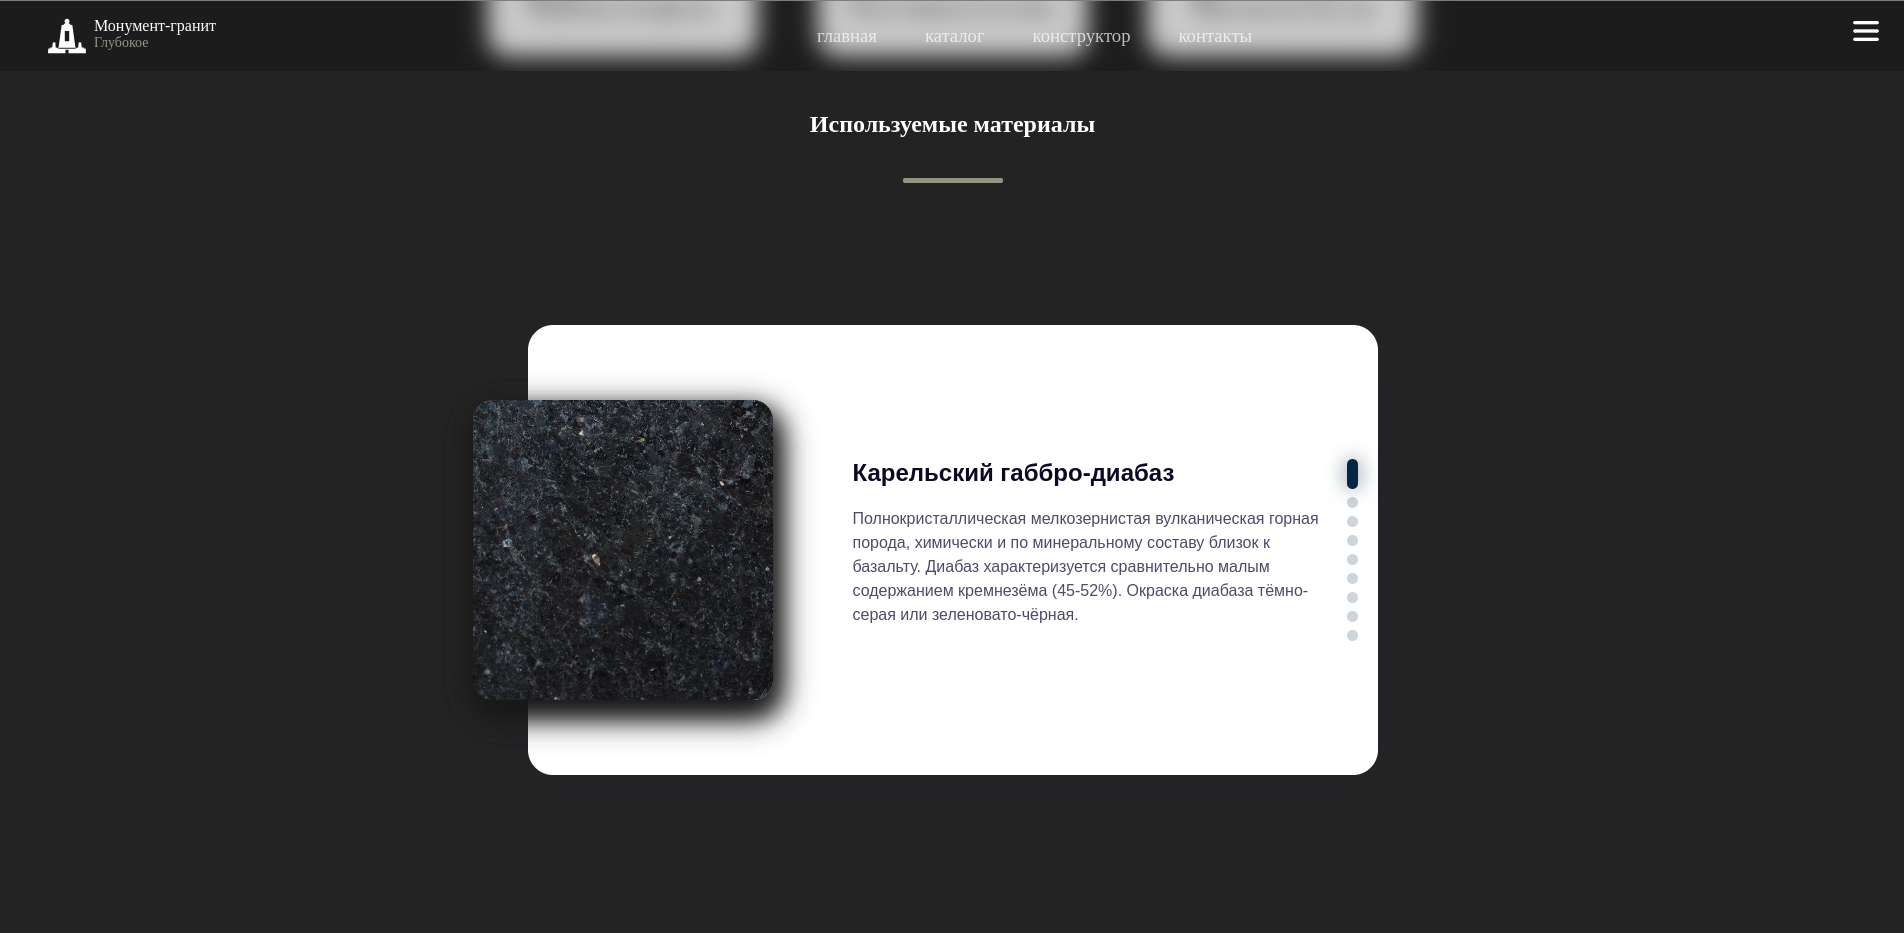 Монумент-гранит
Глубокое
главная каталог конструктор контакты
Используемые материалы
Карельский габбро-диабаз
Полнокристаллическая мелкозернистая вулканическая горная
порода, химически и по минеральному составу близок к
базальту. Диабаз характеризуется сравнительно малым
содержанием кремнезёма (45-52%). Окраска диабаза тёмно-
серая или зеленовато-чёрная.